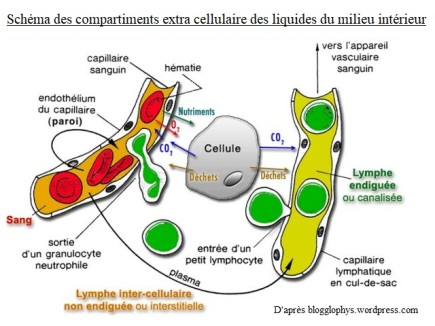 Schéma des compartiments extra cellulaire des liquides du milieu intérieur
capillaire
sanguin
hématie
vers l'appareil
vasculaire
sanguin
endothélium
du capillaire
(paroi)
Nutriments
O2
CO2
Cellule
CO2
Déchets
Déchets
Lymphe
endiguée
ou canalisée
Sang
sortie
d'un granulocyte
neutrophile
entrée d'un
petit lymphocyte
plasma
capillaire
lymphatique
en cul-de-sac
Lymphe inter-cellulaire
non endiguée ou interstitielle
D'après blogglophys.wordpress.com